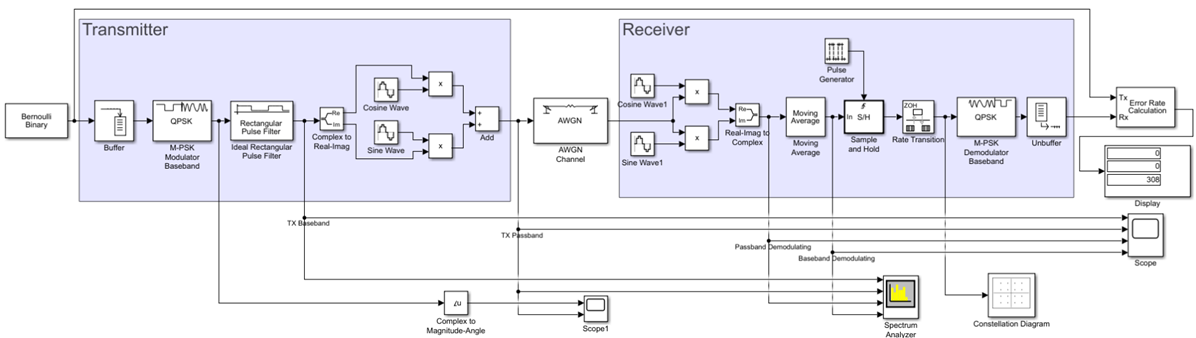 Transmitter
Receiver
Bernoulli
Binary
Buffer
QPSK
M-PSK
Modulator
Baseband
Rectangular
Pulse Filter
Ideal Rectangular
Pulse Filter
Re
Im
Complex to
Real-Imag
Cosine Wave
Sine Wave
x
x
+
+
Add
AWGN
AWGN
Channel
Cosine Wave1
Sine Wave1
x
x
Re
Im
Real-Imag to
Complex
Moving
Average
Moving
Average
Pulse
Generator
In
S/H
Sample
and Hold
ZOH
Rate Transition
QPSK
M-PSK
Demodulator
Baseband
Unbuffer
Tx
Rx
Error Rate
Calculation
0
0
308
Display
TX Baseband
TX Passband
Passband Demodulating
Baseband Demodulating
Scope
∠u
Complex to
Magnitude-Angle
Scope1
Spectrum
Analyzer
Constellation Diagram